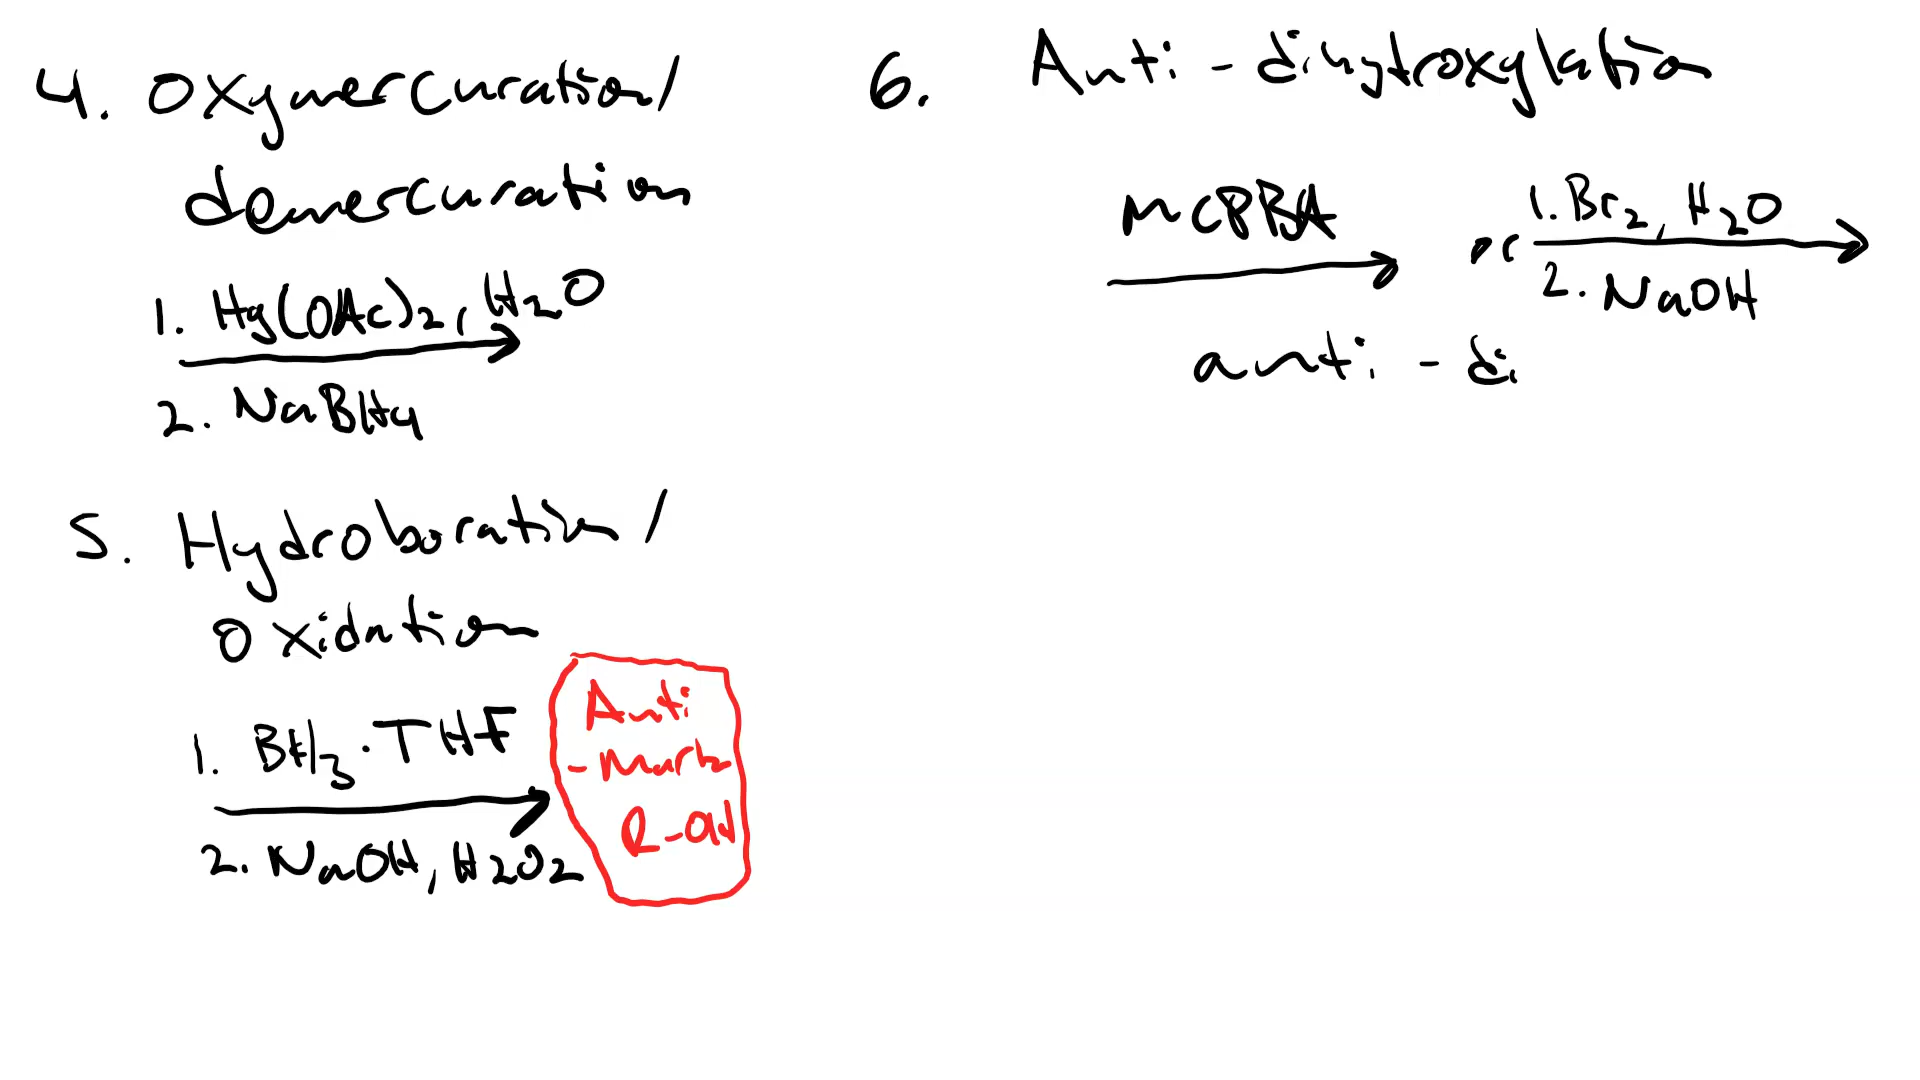 4. Oxymercuration/
demercuration
1. Hg(OAc)2, H2O
2. NaBH4
5. Hydroboration/
Oxidation
1. BH3·THF
2. NaOH, H2O2
Anti
-Mark
R-OH
6. Anti-dihydroxylation
MCPBA
or 1. Br2, H2O
2. NaOH
anti-di